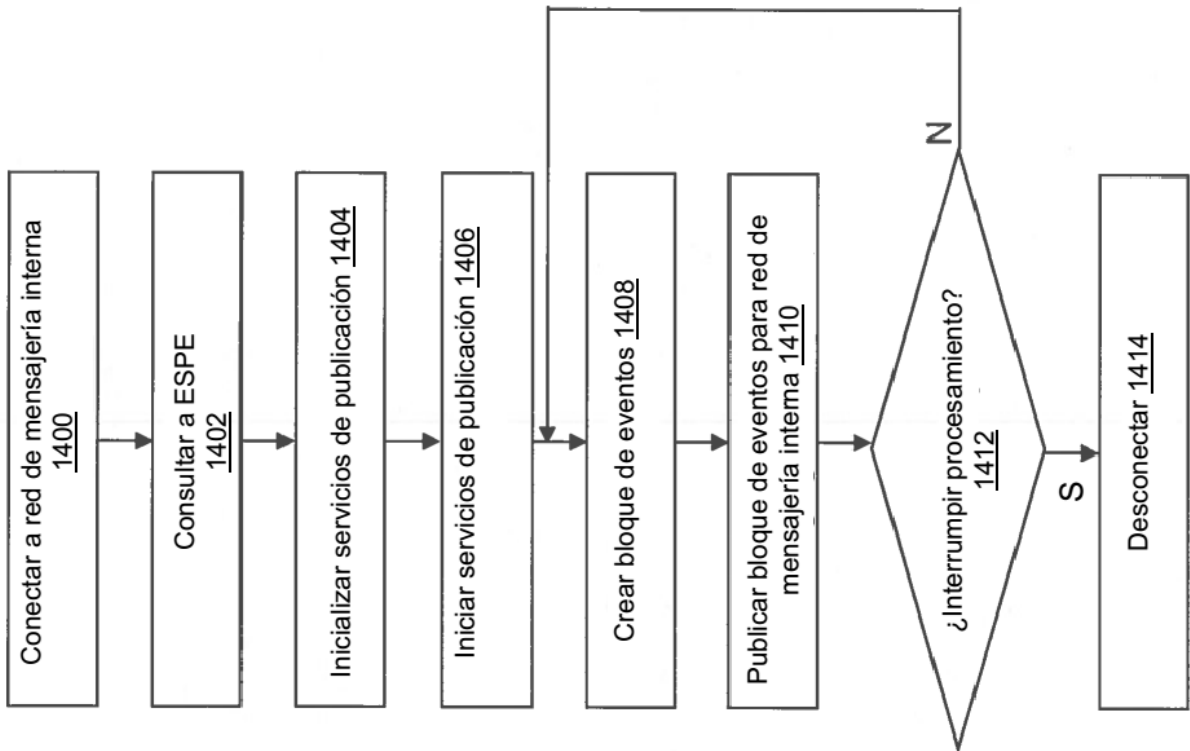 Conectar a red de mensajería interna
1400
Consultar a ESPE
1402
Inicializar servicios de publicación 1404
Iniciar servicios de publicación 1406
Crear bloque de eventos 1408
Publicar bloque de eventos para red de
mensajería interna 1410
¿Interrumpir procesamiento?
1412
N
S
Desconectar 1414